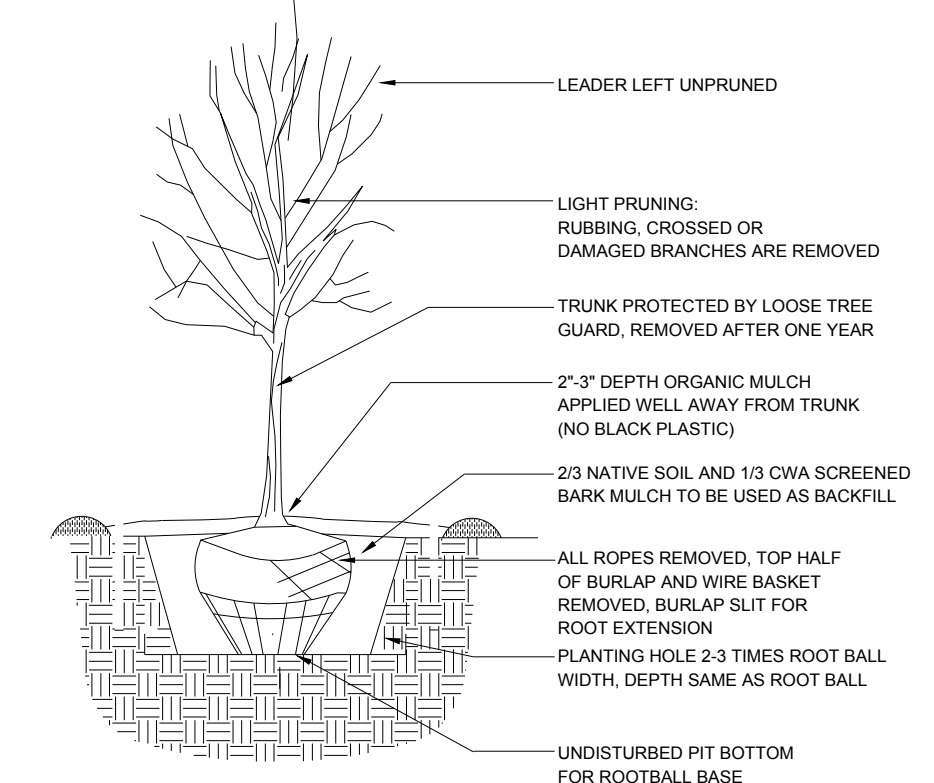 LEADER LEFT UNPRUNED
LIGHT PRUNING:
RUBBING, CROSSED OR
DAMAGED BRANCHES ARE REMOVED
TRUNK PROTECTED BY LOOSE TREE
GUARD, REMOVED AFTER ONE YEAR
2"-3" DEPTH ORGANIC MULCH
APPLIED WELL AWAY FROM TRUNK
(NO BLACK PLASTIC)
2/3 NATIVE SOIL AND 1/3 CWA SCREENED
BARK MULCH TO BE USED AS BACKFILL
ALL ROPES REMOVED, TOP HALF
OF BURLAP AND WIRE BASKET
REMOVED, BURLAP SLIT FOR
ROOT EXTENSION
PLANTING HOLE 2-3 TIMES ROOT BALL
WIDTH, DEPTH SAME AS ROOT BALL
UNDISTURBED PIT BOTTOM
FOR ROOTBALL BASE